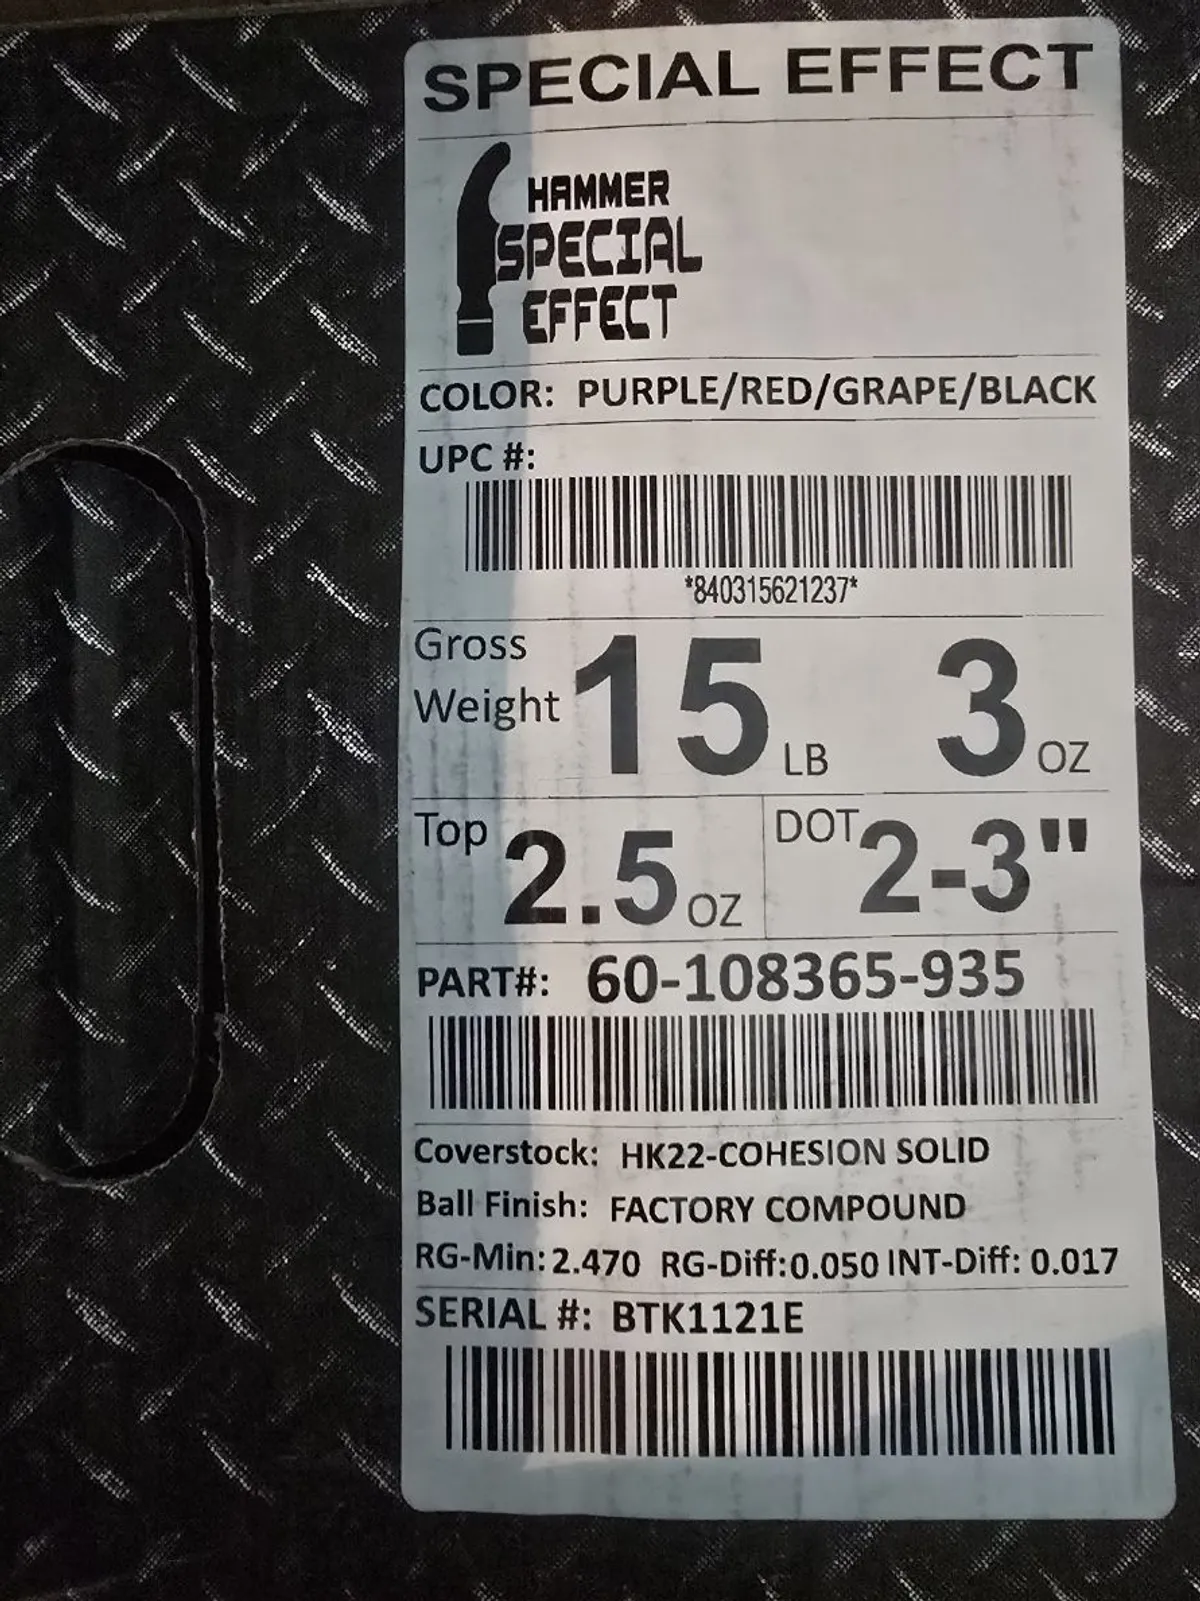 SPECIAL EFFECT
HAMMER
SPECIAL
EFFECT
COLOR: PURPLE/RED/GRAPE/BLACK
UPC #:
*840315621237*
Gross Weight 15 LB 3 OZ
Top 2.5 OZ DOT 2-3"
PART#: 60-108365-935
Coverstock: HK22-COHESION SOLID
Ball Finish: FACTORY COMPOUND
RG-Min: 2.470 RG-Diff: 0.050 INT-Diff: 0.017
SERIAL #: BTK1121E